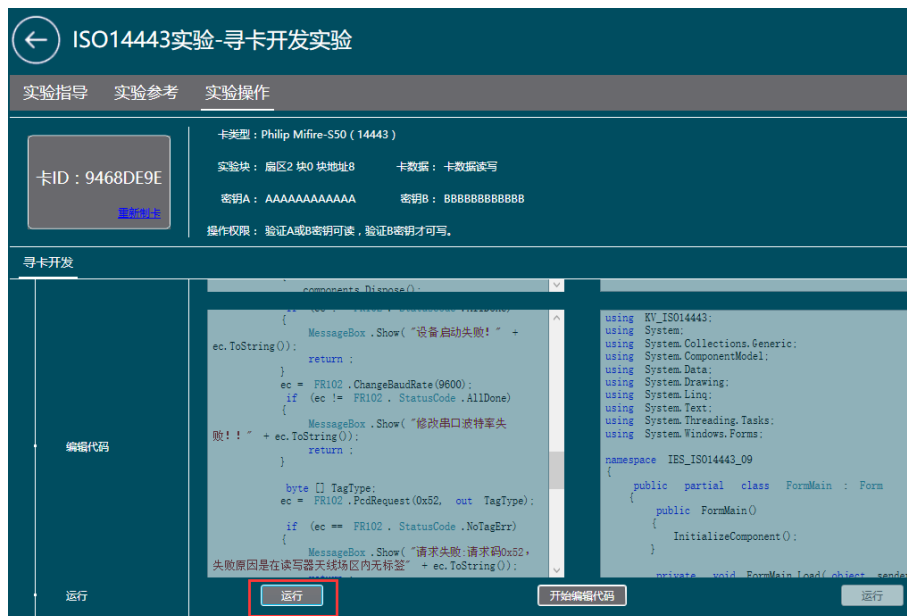 ISO14443实验-寻卡开发实验
实验指导 实验参考 实验操作
卡类型：Philip Mifire-S50（14443）
卡ID：9468DE9E
重新制卡
实验块： 扇区2 块0 块地址8 卡数据： 卡数据读写
密钥A： AAAAAAAAAAAA 密钥B： BBBBBBBBBBBB
操作权限： 验证A或B密钥可读，验证B密钥才可写。
寻卡开发
components.Dispose();
{
MessageBox .Show( "设备启动失败！" +
ec.ToString());
return ;
}
ec = FR102 .ChangeBaudRate(9600);
if (ec != FR102 . StatusCode .AllDone)
{
MessageBox .Show( "修改串口波特率失
败！！" + ec.ToString());
return ;
}
byte [] TagType;
ec = FR102 .PcdRequest(0x52, out TagType);
if (ec == FR102 . StatusCode .NoTagErr)
{
MessageBox .Show( "请求失败:请求码0x52,
失败原因是在读写器天线场区内无标签" + ec.ToString());
using KV_ISO14443;
using System;
using System.Collections.Generic;
using System.ComponentModel;
using System.Data;
using System.Drawing;
using System.Linq;
using System.Text;
using System.Threading.Tasks;
using System.Windows.Forms;
namespace IES_ISO14443_09
{
public partial class FormMain : Form
{
public FormMain()
{
InitializeComponent();
}
private void FormMain_Load( object sender
编辑代码
运行 运行 开始编辑代码 运行